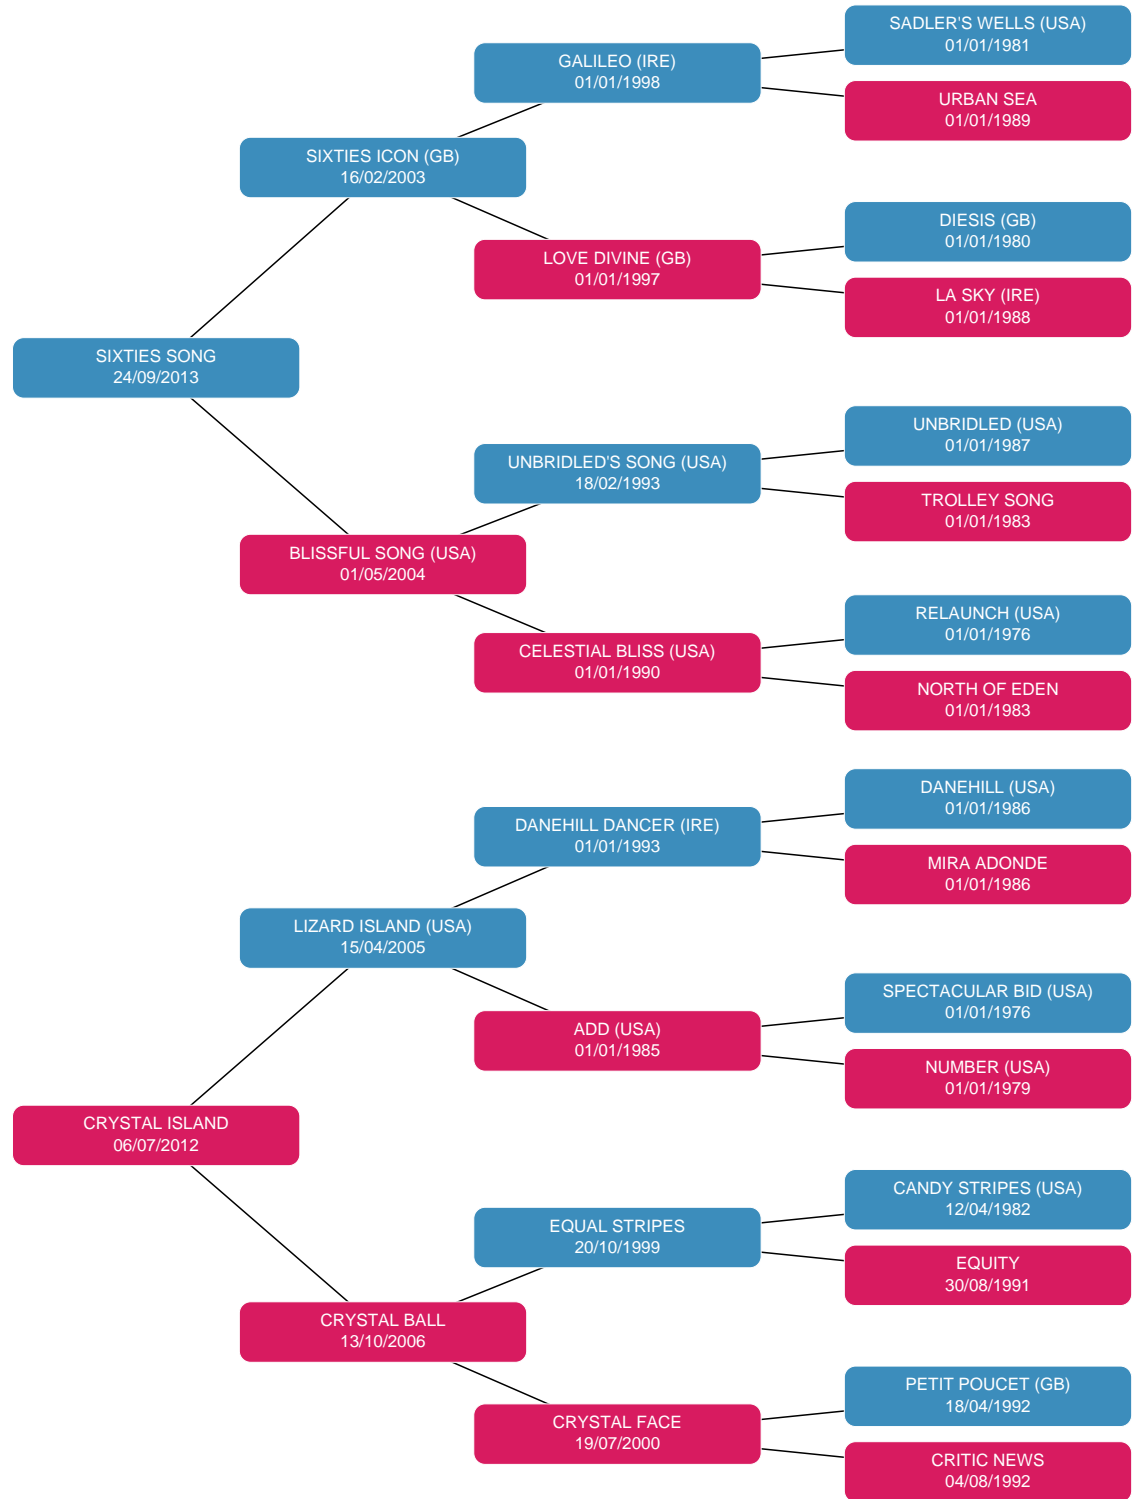 SADLER'S WELLS (USA)
01/01/1981
GALILEO (IRE)
01/01/1998
URBAN SEA
01/01/1989
SIXTIES ICON (GB)
16/02/2003
DIESIS (GB)
01/01/1980
LOVE DIVINE (GB)
01/01/1997
LA SKY (IRE)
01/01/1988
SIXTIES SONG
24/09/2013
UNBRIDLED (USA)
01/01/1987
UNBRIDLED'S SONG (USA)
18/02/1993
TROLLEY SONG
01/01/1983
BLISSFUL SONG (USA)
01/05/2004
RELAUNCH (USA)
01/01/1976
CELESTIAL BLISS (USA)
01/01/1990
NORTH OF EDEN
01/01/1983
DANEHILL (USA)
01/01/1986
DANEHILL DANCER (IRE)
01/01/1993
MIRA ADONDE
01/01/1986
LIZARD ISLAND (USA)
15/04/2005
SPECTACULAR BID (USA)
01/01/1976
ADD (USA)
01/01/1985
NUMBER (USA)
01/01/1979
CRYSTAL ISLAND
06/07/2012
CANDY STRIPES (USA)
12/04/1982
EQUAL STRIPES
20/10/1999
EQUITY
30/08/1991
CRYSTAL BALL
13/10/2006
PETIT POUCET (GB)
18/04/1992
CRYSTAL FACE
19/07/2000
CRITIC NEWS
04/08/1992